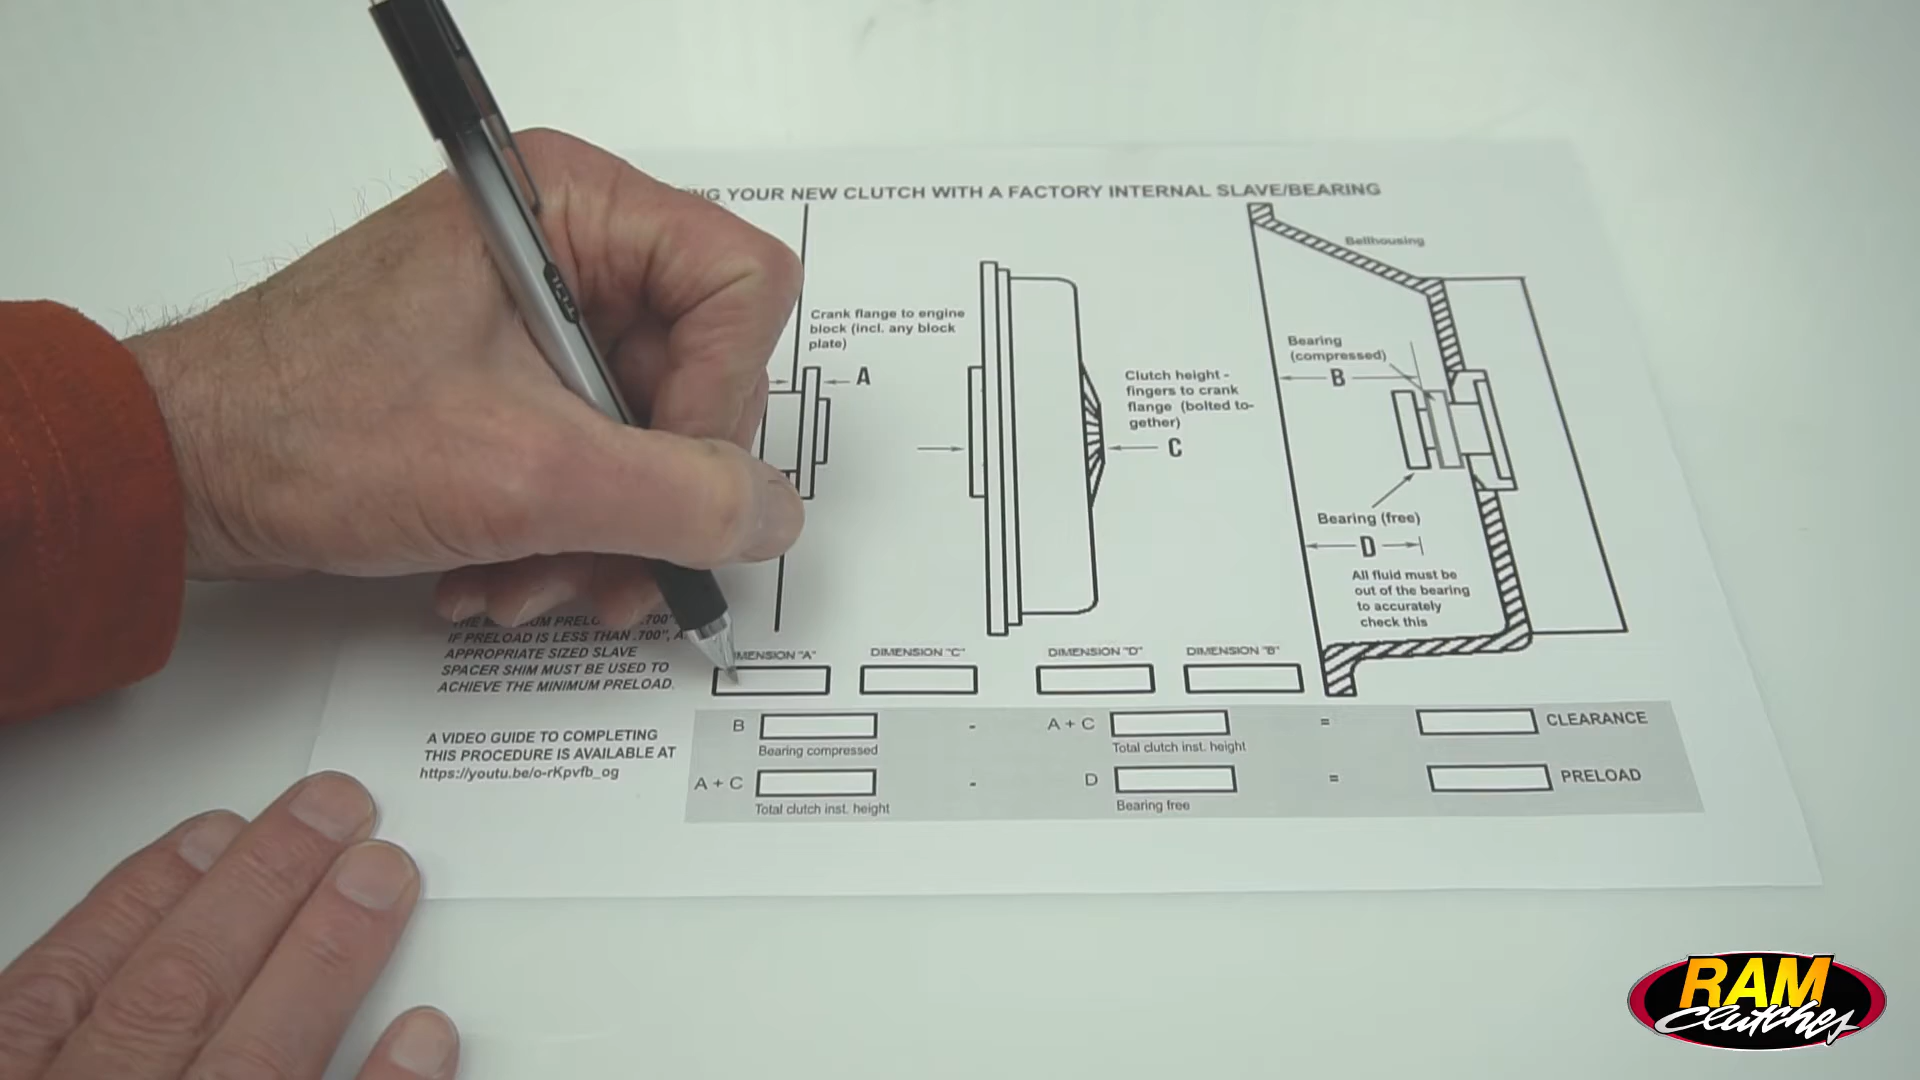 YOUR NEW CLUTCH WITH A FACTORY INTERNAL SLAVE/BEARING
Bellhousing
Crank flange to engine
block (incl. any block
plate)
A
Clutch height -
fingers to crank
flange (bolted to-
gether)
C
Bearing
(compressed)
B
Bearing (free)
D
All fluid must be
out of the bearing
to accurately
check this
.700"
IF PRELOAD IS LESS THAN .700", A
APPROPRIATE SIZED SLAVE
SPACER SHIM MUST BE USED TO
ACHIEVE THE MINIMUM PRELOAD.
A VIDEO GUIDE TO COMPLETING
THIS PROCEDURE IS AVAILABLE AT
https://youtu.be/o-rKpvfb_og
"A"
DIMENSION "C"
DIMENSION "D"
DIMENSION "B"
B - A + C = CLEARANCE
Bearing compressed Total clutch inst. height
A + C - D = PRELOAD
Total clutch inst. height Bearing free
RAM
Clutches